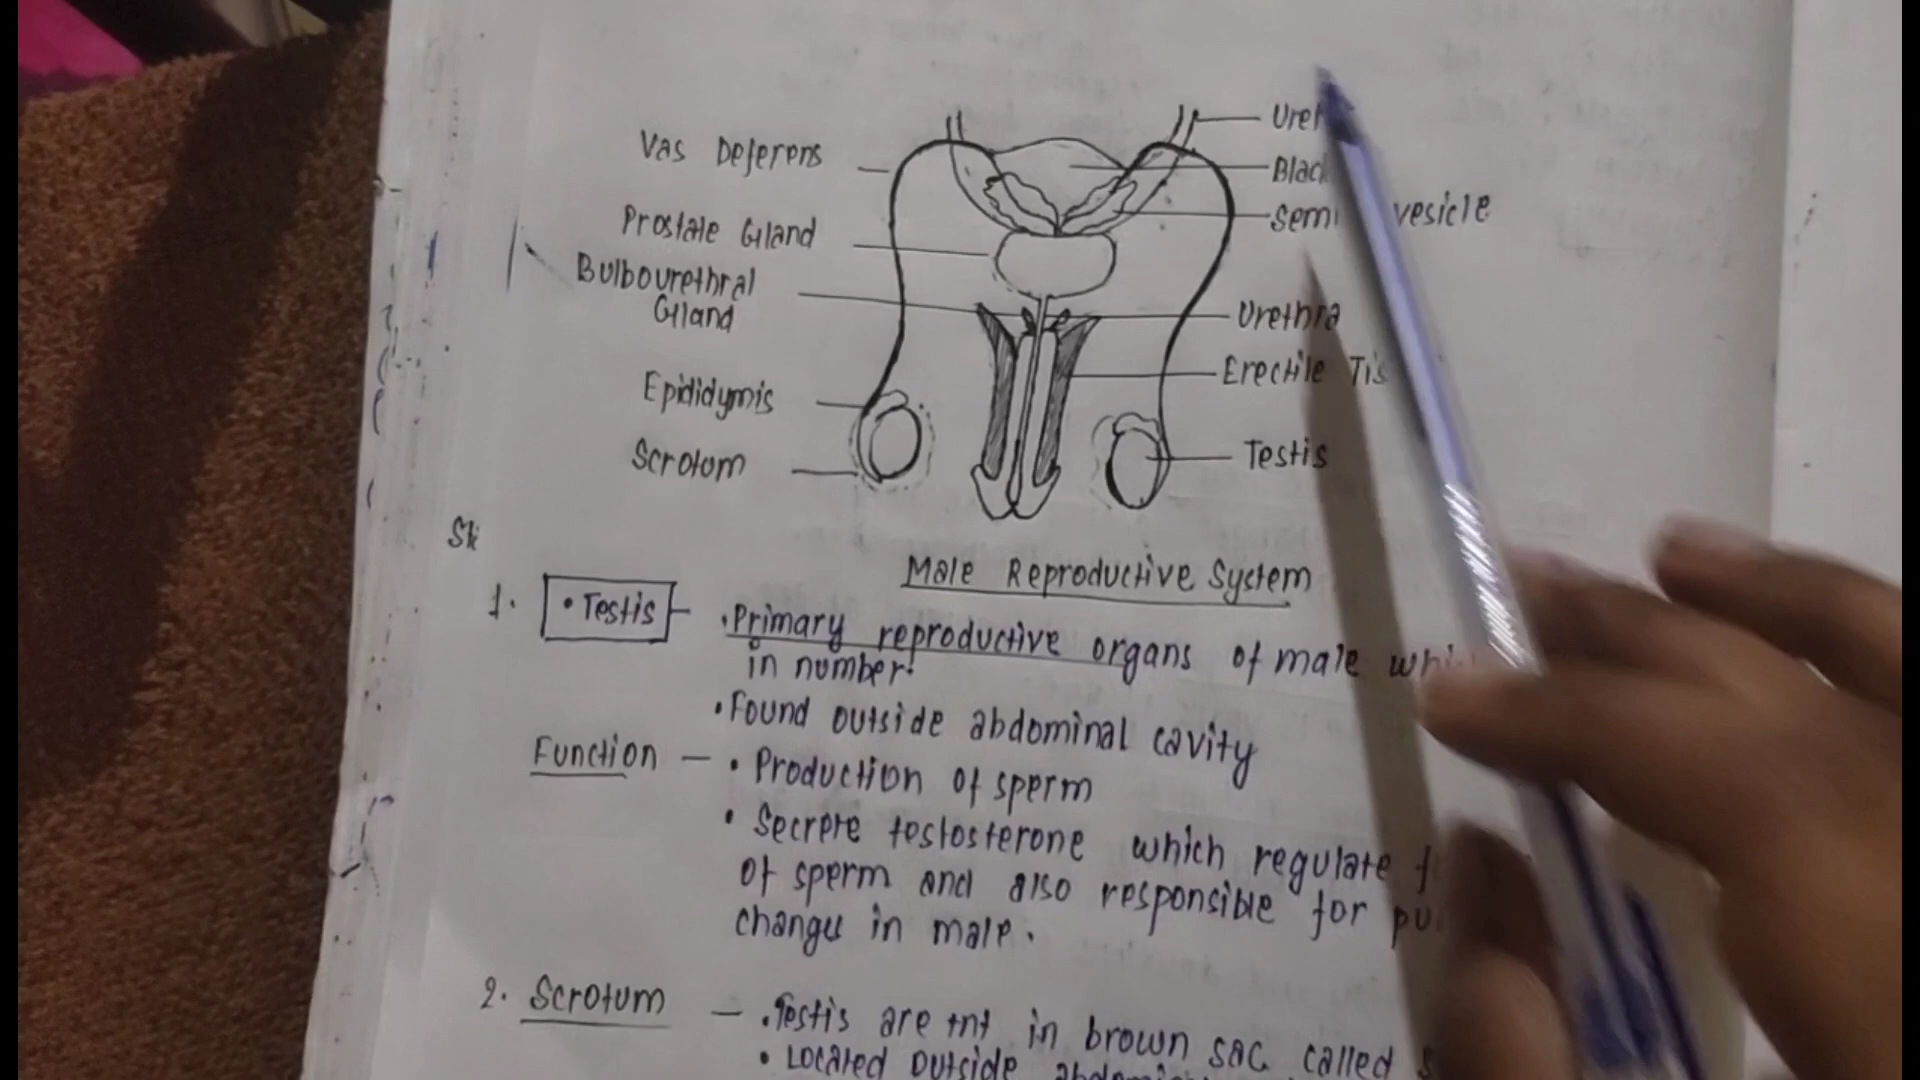 Vas Deferens
Prostate Gland
Bulbourethral
Gland
Epididymis
Scrotum
vesicle
Urethra
Erectile
Testis
Male Reproductive System
1. • Testis - • Primary reproductive organs of male
in number.
• Found outside abdominal cavity
Function - • Production of sperm
• Secrete testosterone which regulate
of sperm and also responsible for
changes in male.
2. Scrotum - • Testis are in brown sac called
• Located outside